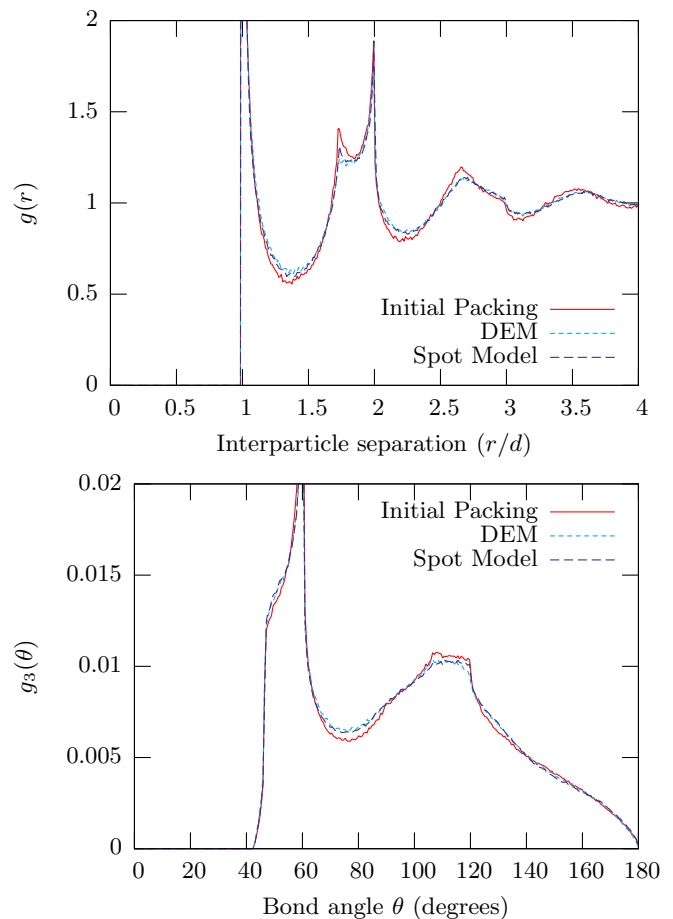 2
1.5
1
0.5
0
g(r)
Initial Packing
DEM
Spot Model
0 0.5 1 1.5 2 2.5 3 3.5 4
Interparticle separation (r/d)
0.02
0.015
0.01
0.005
0
g₃(θ)
Initial Packing
DEM
Spot Model
0 20 40 60 80 100 120 140 160 180
Bond angle θ (degrees)